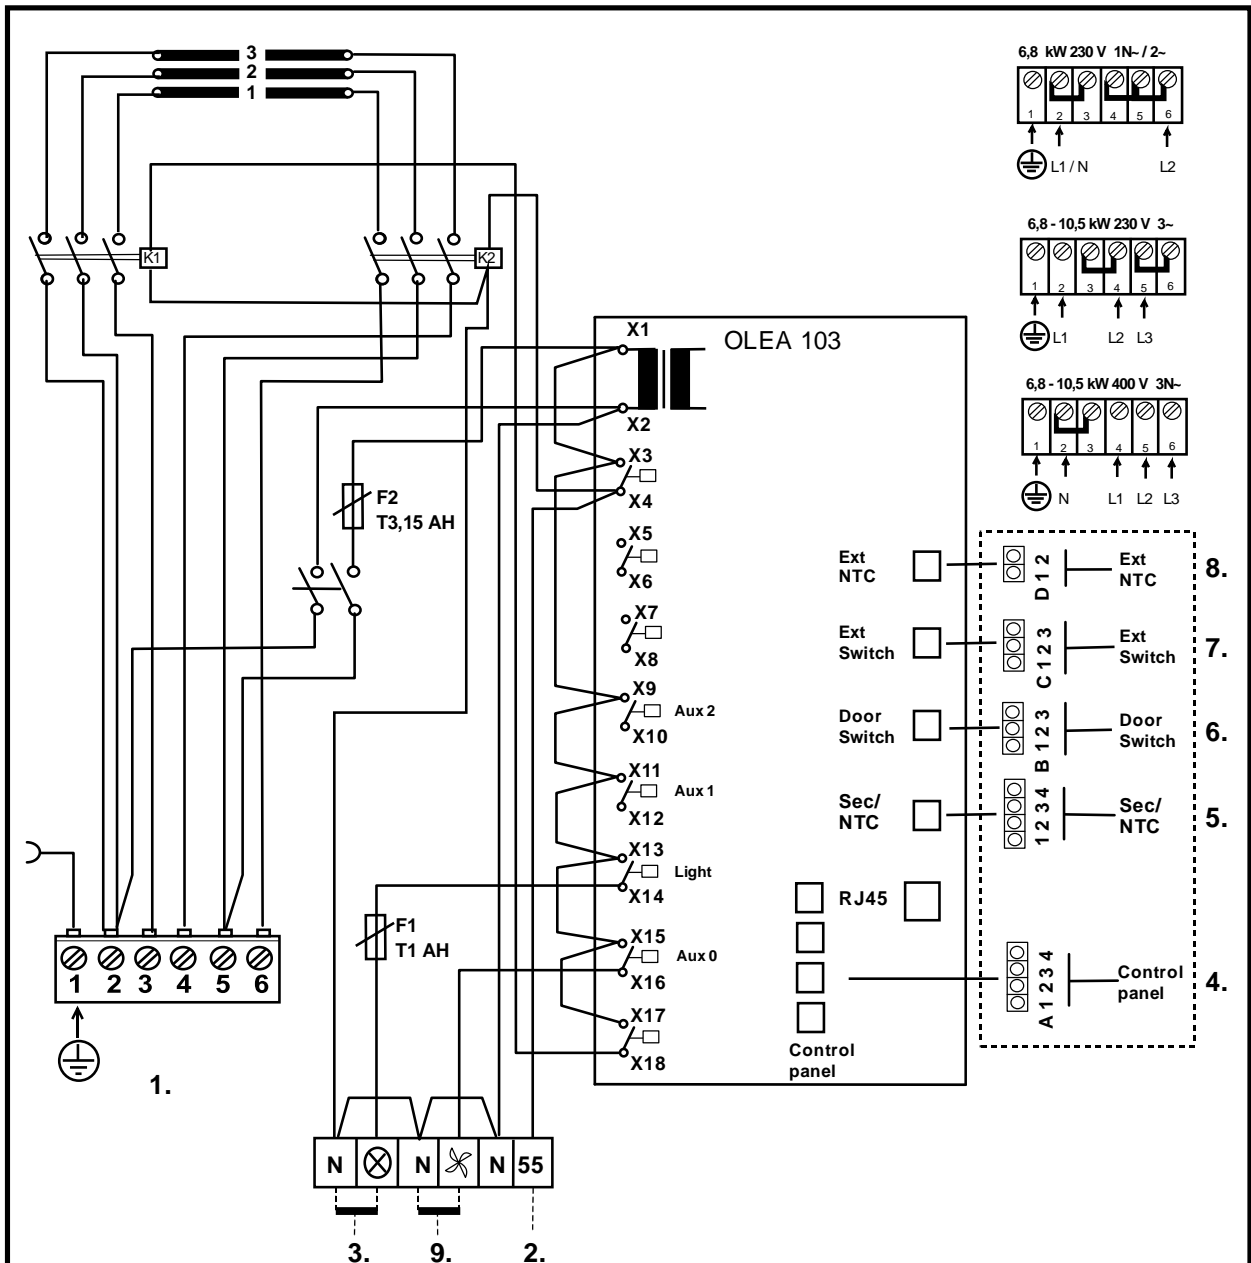 3
2
1
6,8 kW 230 V 1N~ / 2~
1 2 3 4 5 6
L1 / N L2
K1
K2
6,8 - 10,5 kW 230 V 3~
1 2 3 4 5 6
L1 L2 L3
6,8 - 10,5 kW 400 V 3N~
1 2 3 4 5 6
N L1 L2 L3
OLEA 103
X1
X2
X3
X4
X5
X6
X7
X8
X9
Aux 2
X10
X11
Aux 1
X12
X13
Light
X14
X15
Aux 0
X16
X17
X18
F2
T3,15 AH
F1
T1 AH
Ext
NTC
D 1 2
Ext
NTC
8.
Ext
Switch
C 1 2 3
Ext
Switch
7.
Door
Switch
B 1 2 3
Door
Switch
6.
Sec/
NTC
1 2 3 4
Sec/
NTC
5.
RJ45
Control
panel
A 1 2 3 4
Control
panel
4.
1 2 3 4 5 6
1.
N N N 55
3. 9. 2.